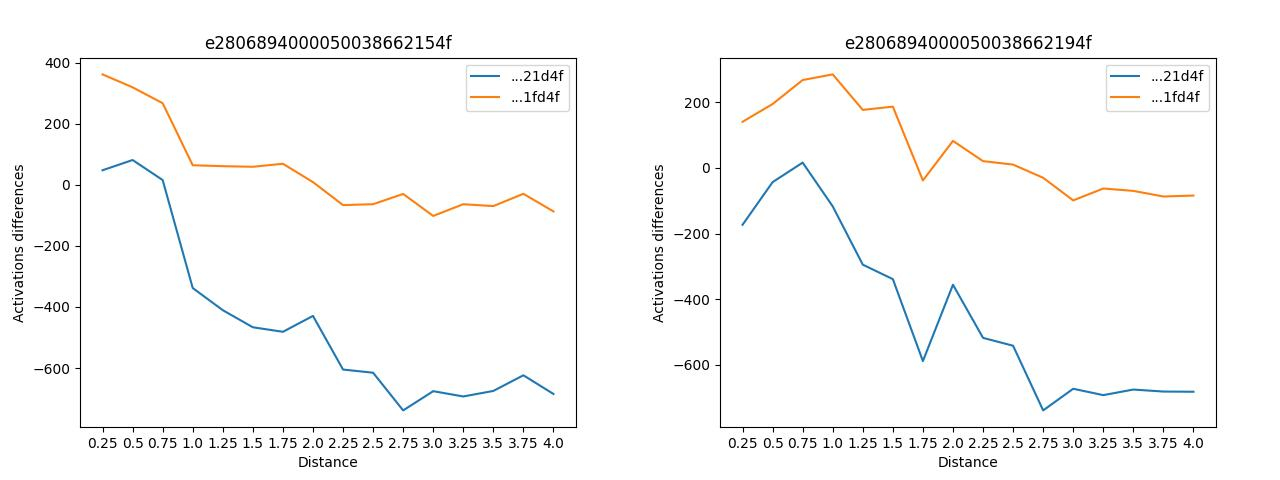 e2806894000050038662154f
400
200
0
−200
−400
−600
Activations differences
0.25 0.5 0.75 1.0 1.25 1.5 1.75 2.0 2.25 2.5 2.75 3.0 3.25 3.5 3.75 4.0
Distance
...21d4f
...1fd4f
e2806894000050038662194f
200
0
−200
−400
−600
Activations differences
0.25 0.5 0.75 1.0 1.25 1.5 1.75 2.0 2.25 2.5 2.75 3.0 3.25 3.5 3.75 4.0
Distance
...21d4f
...1fd4f